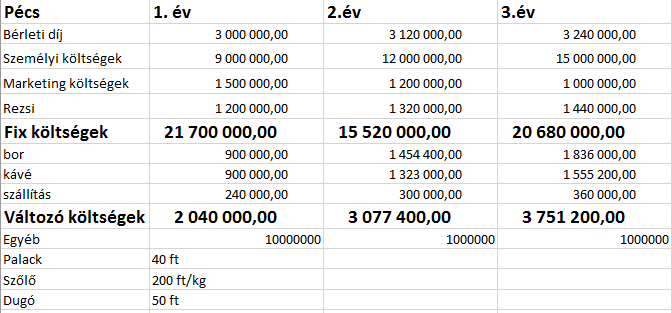 Pécs 1. év 2.év 3.év
Bérleti díj 3 000 000,00 3 120 000,00 3 240 000,00
Személyi költségek 9 000 000,00 12 000 000,00 15 000 000,00
Marketing költségek 1 500 000,00 1 200 000,00 1 000 000,00
Rezsi 1 200 000,00 1 320 000,00 1 440 000,00
Fix költségek 21 700 000,00 15 520 000,00 20 680 000,00
bor 900 000,00 1 454 400,00 1 836 000,00
kávé 900 000,00 1 323 000,00 1 555 200,00
szállítás 240 000,00 300 000,00 360 000,00
Változó költségek 2 040 000,00 3 077 400,00 3 751 200,00
Egyéb 10000000 1000000 1000000
Palack 40 ft
Szőlő 200 ft/kg
Dugó 50 ft